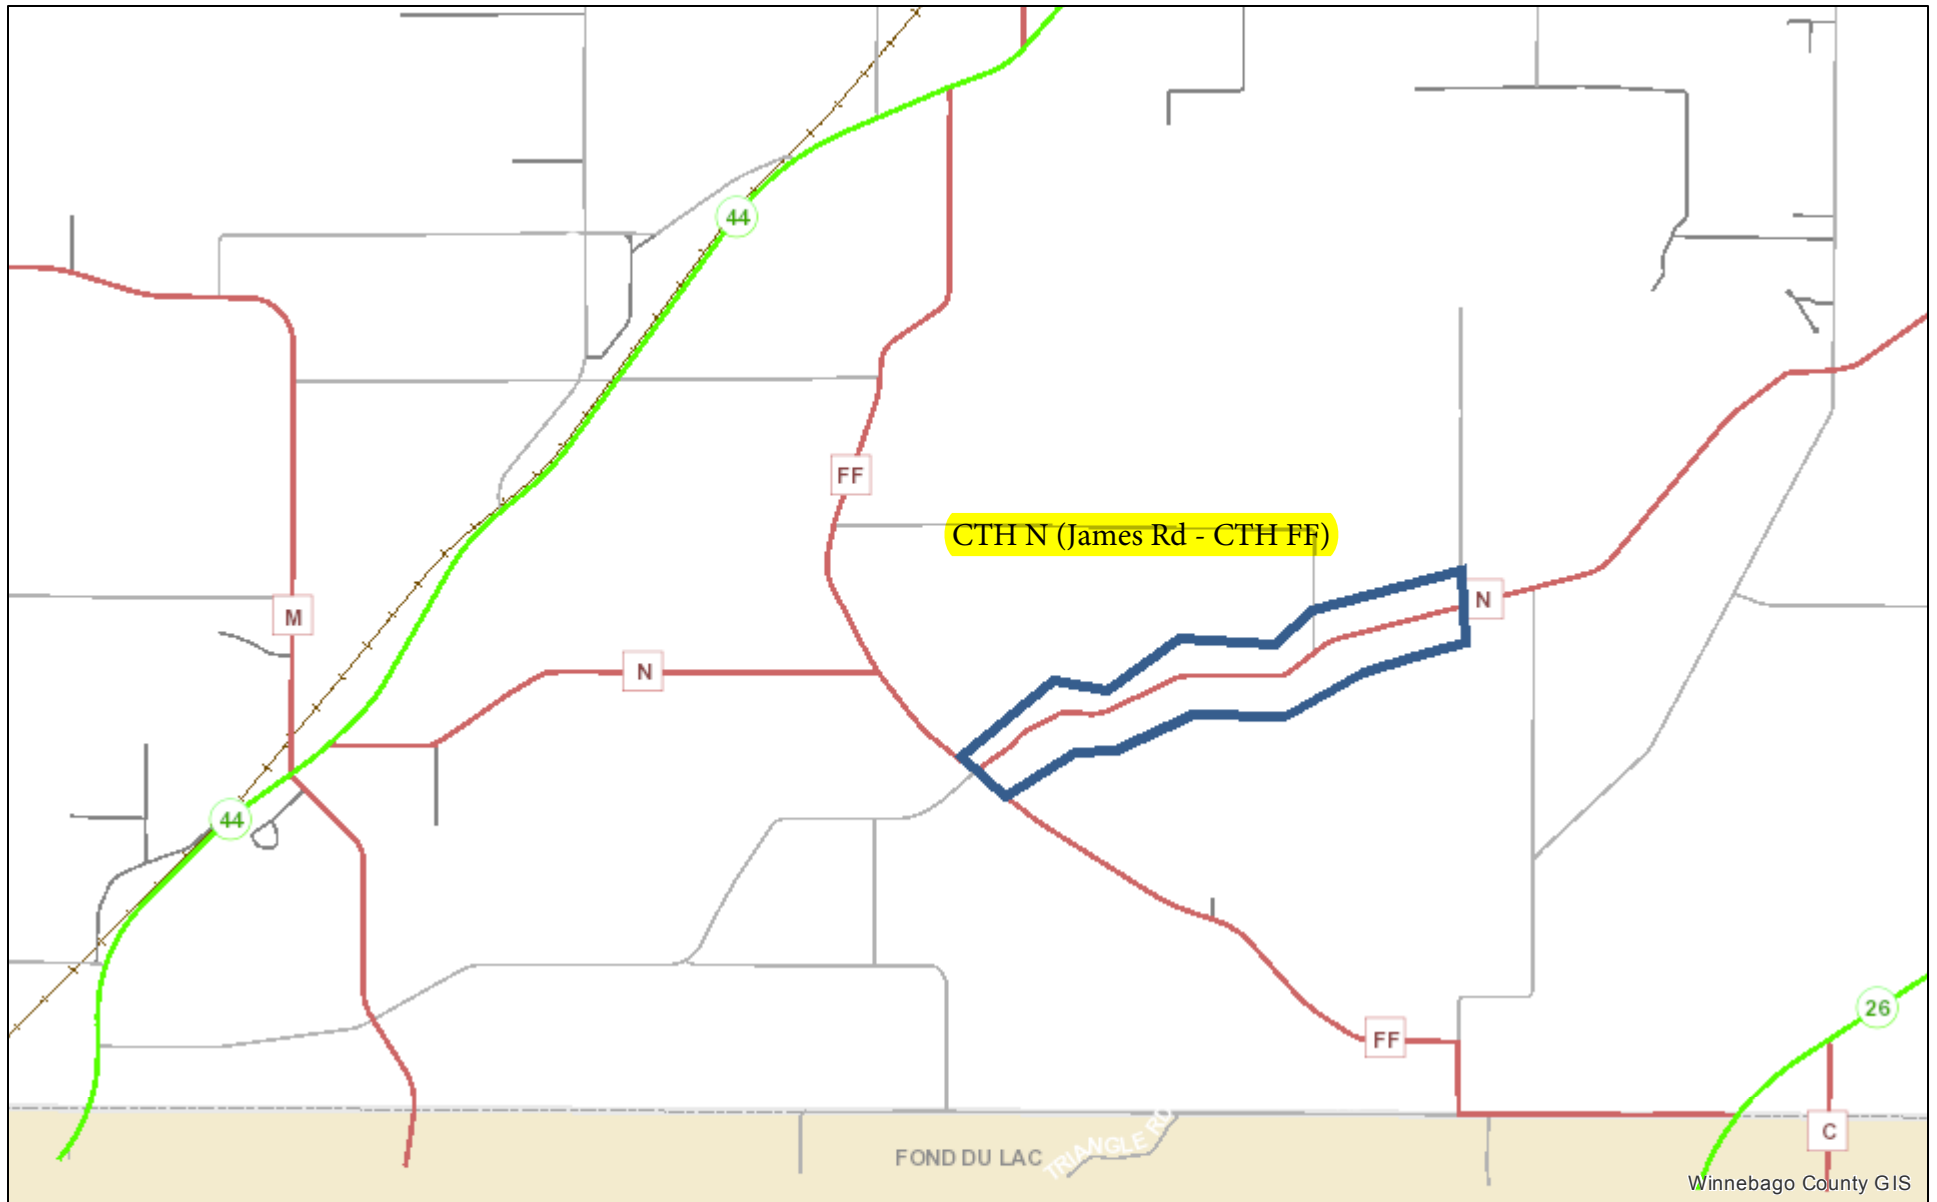 44
FF
CTH N (James Rd - CTH FF)
N
M
N
44
26
FF
C
TRIANGLE RD
FOND DU LAC
Winnebago County GIS